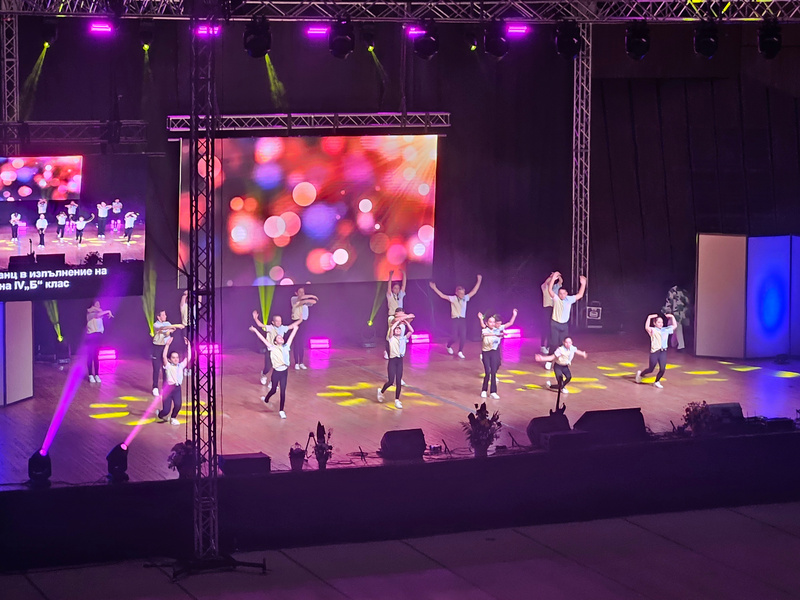 анц в изпълнение на
на IV „Б“ клас